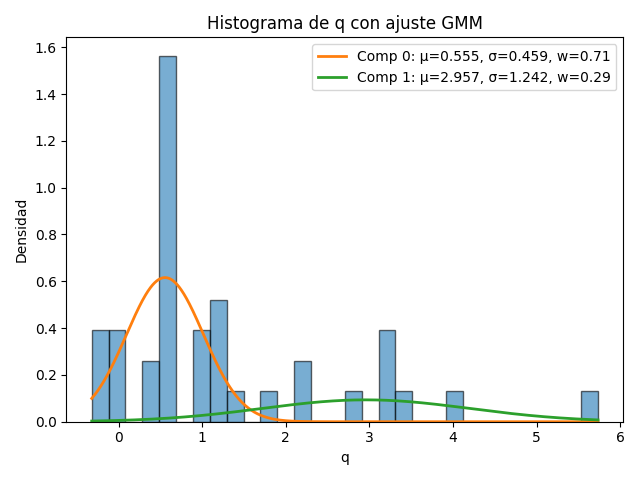 Histograma de q con ajuste GMM
Comp 0: μ=0.555, σ=0.459, w=0.71
Comp 1: μ=2.957, σ=1.242, w=0.29
Densidad
1.6
1.4
1.2
1.0
0.8
0.6
0.4
0.2
0.0
0 1 2 3 4 5 6
q